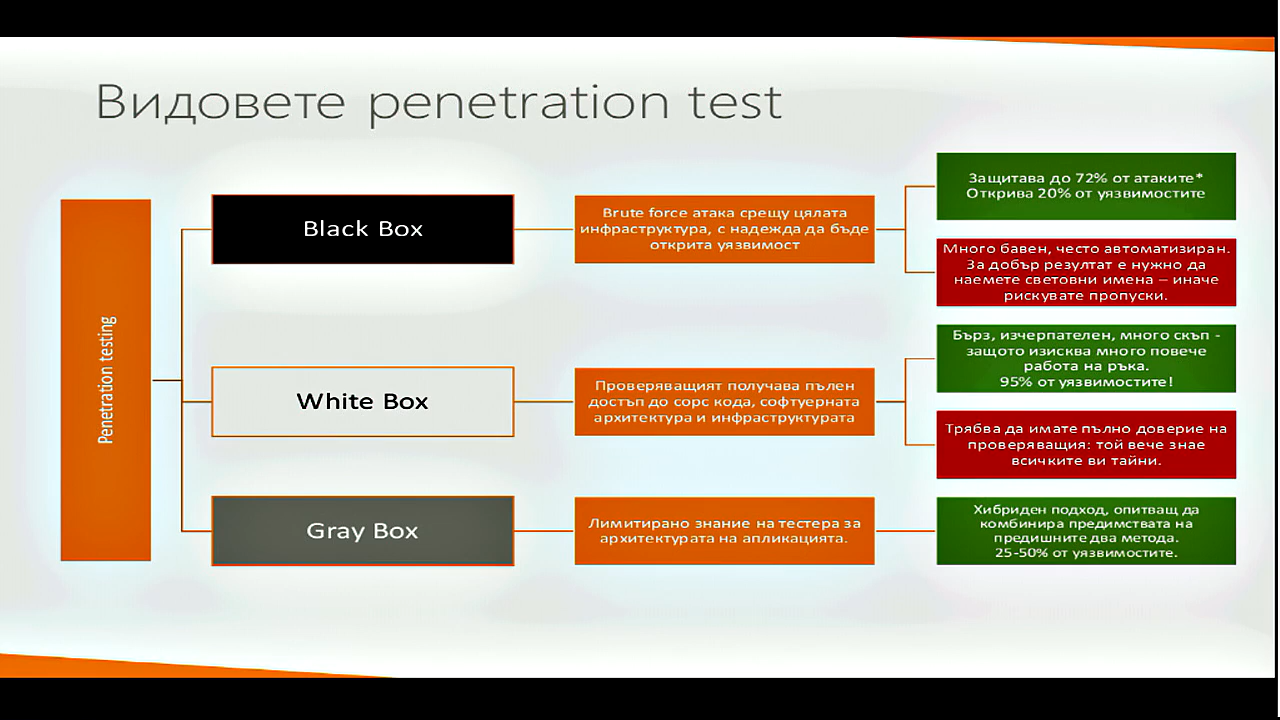 Видовете penetration test
Penetration testing
Black Box
Brute force атака срещу цялата
инфраструктура, с надежда да бъде
открита уязвимост
Защитава до 72% от атаките*
Открива 20% от уязвимостите
Много бавен, често автоматизиран.
За добър резултат е нужно да
наемете световни имена – иначе
рискувате пропуски.
White Box
Проверяващият получава пълен
достъп до сорс кода, софтуерната
архитектура и инфраструктурата
Бърз, изчерпателен, много скъп -
защото изисква много повече
работа на ръка.
95% от уязвимостите!
Трябва да имате пълно доверие на
проверяващия: той вече знае
всичките ви тайни.
Gray Box
Лимитирано знание на тестера за
архитектурата на апликацията.
Хибриден подход, опитващ да
комбинира предимствата на
предишните два метода.
25-50% от уязвимостите.